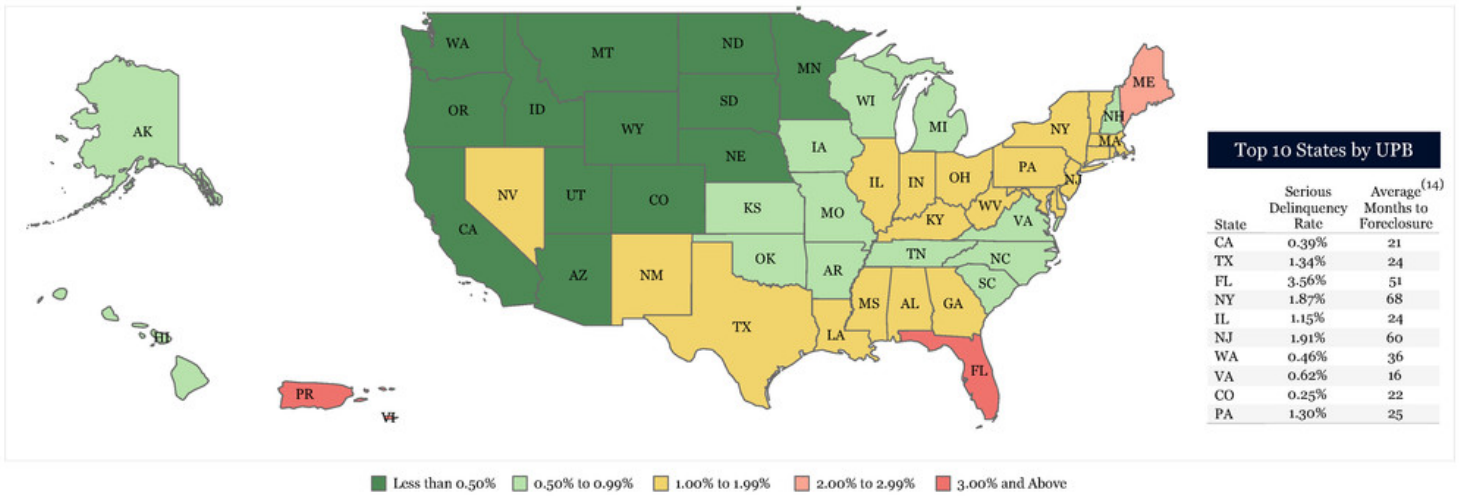 WA
MT
ND
MN
OR
ID
SD
WY
WI
MI
NY
NH
ME
MA
AK
NE
IA
PA
NV
UT
CO
IL
IN
OH
NJ
CA
KS
MO
KY
WV
VA
AZ
NM
OK
AR
TN
NC
SC
TX
LA
MS
AL
GA
FL
HI
PR
VI
Top 10 States by UPB
State Serious Delinquency Rate Average Months to Foreclosure (14)
CA 0.39% 21
TX 1.34% 24
FL 3.56% 51
NY 1.87% 68
IL 1.15% 24
NJ 1.91% 60
WA 0.46% 36
VA 0.62% 16
CO 0.25% 22
PA 1.30% 25
Less than 0.50% 0.50% to 0.99% 1.00% to 1.99% 2.00% to 2.99% 3.00% and Above